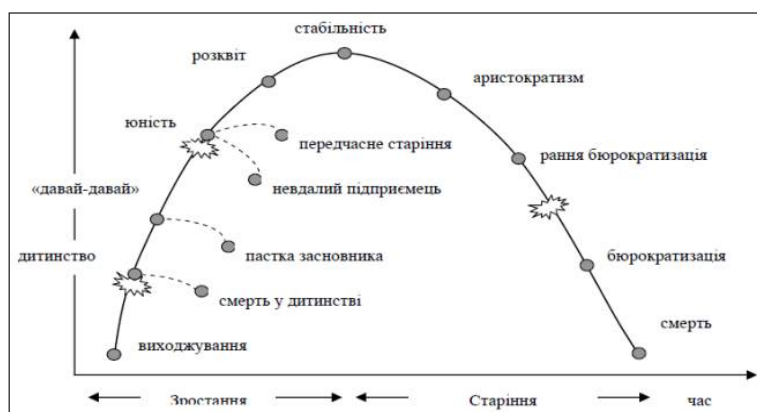 стабільність
розквіт
аристократизм
юність
передчасне старіння
рання бюрократизація
невдалий підприємець
«давай-давай»
пастка засновника
дитинство
бюрократизація
смерть у дитинстві
смерть
виходжування
Зростання
Старіння
час